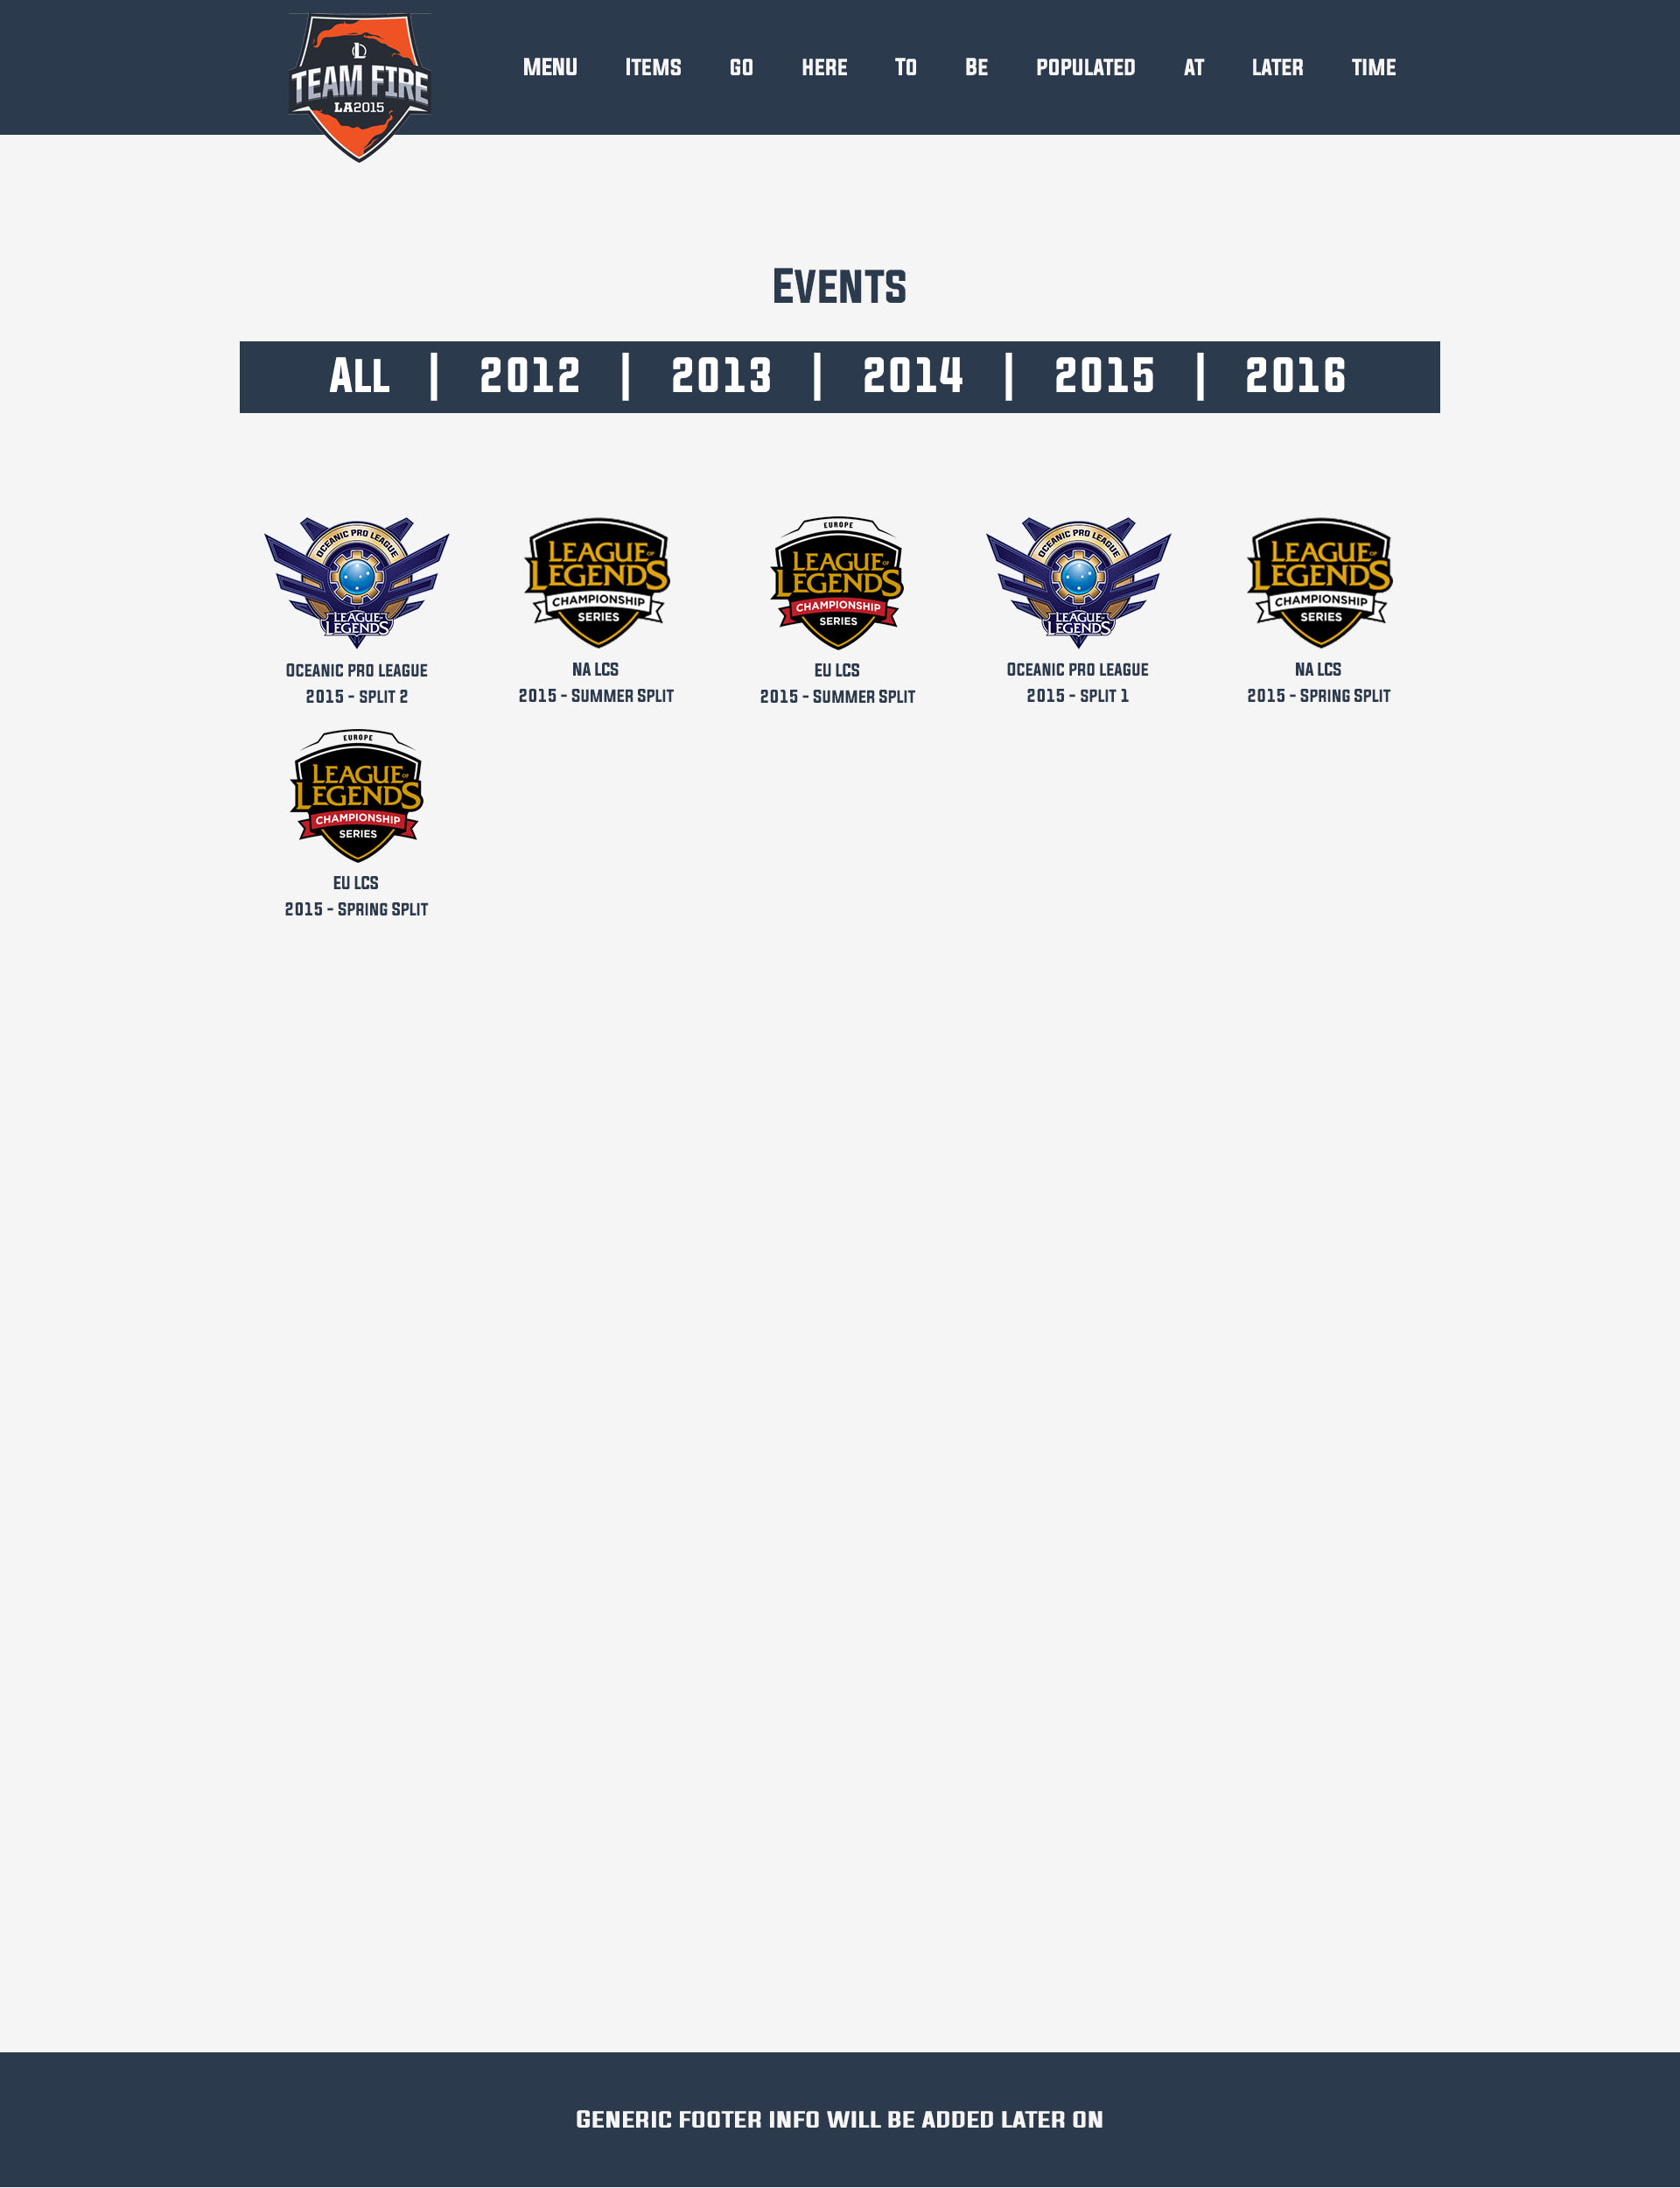 TEAM FIRE
LA2015
MENU Items go here To Be populated at later time
Events
All | 2012 | 2013 | 2014 | 2015 | 2016
OCEANIC PRO LEAGUE
LEAGUE OF
LEGENDS
Oceanic Pro League
2015 - Split 2
LEAGUE OF
LEGENDS
CHAMPIONSHIP
SERIES
NA LCS
2015 - Summer Split
EUROPE
LEAGUE OF
LEGENDS
CHAMPIONSHIP
SERIES
EU LCS
2015 - Summer Split
OCEANIC PRO LEAGUE
LEAGUE OF
LEGENDS
Oceanic Pro League
2015 - Split 1
LEAGUE OF
LEGENDS
CHAMPIONSHIP
SERIES
NA LCS
2015 - Spring Split
EUROPE
LEAGUE OF
LEGENDS
CHAMPIONSHIP
SERIES
EU LCS
2015 - Spring Split
Generic footer info will be added later on